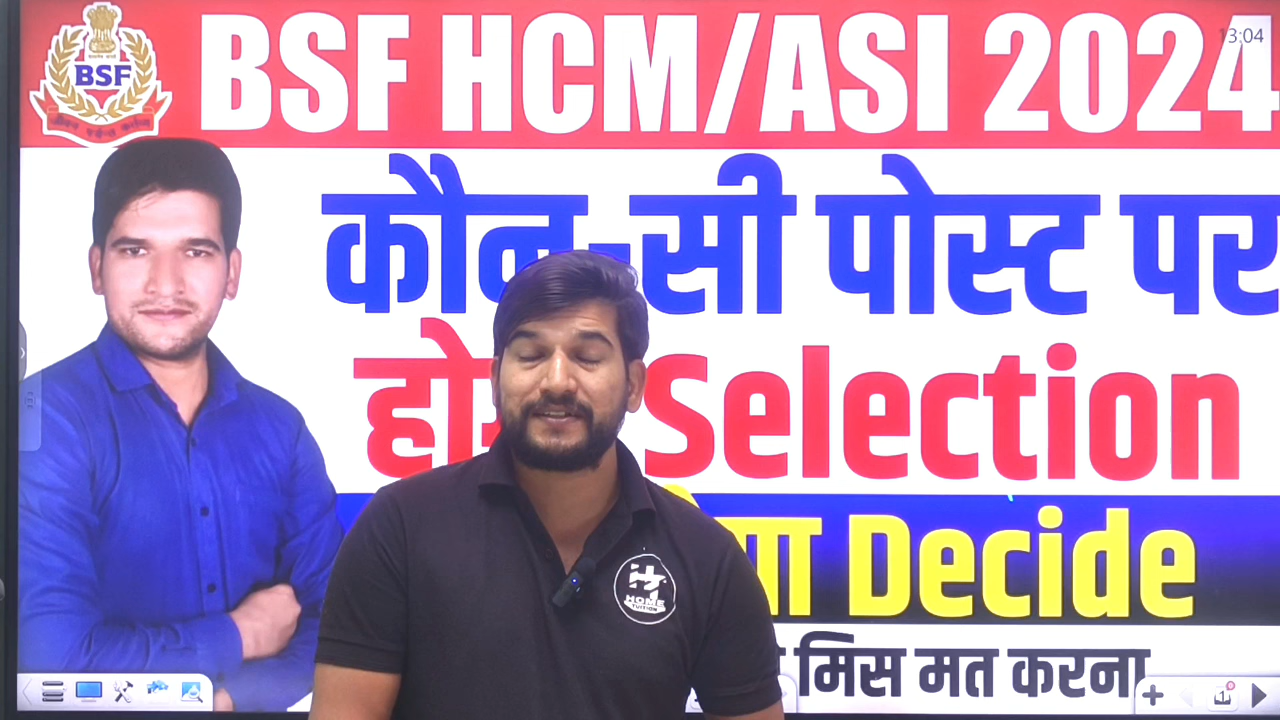 BSF HCM/ASI 2024
13:04
BSF
कौन-सी पोस्ट पर
Selection
Decide
मिस मत करना
HOME
TUITION